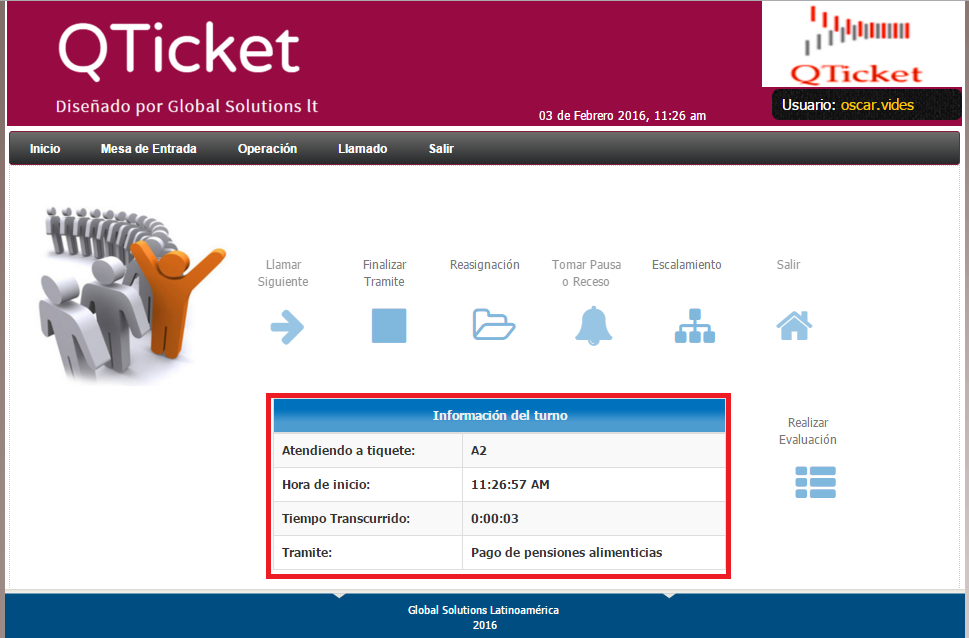 QTicket
Diseñado por Global Solutions lt
03 de Febrero 2016, 11:26 am
QTicket
Usuario: oscar.vides
Inicio Mesa de Entrada Operación Llamado Salir
Llamar
Siguiente
Finalizar
Tramite
Reasignación
Tomar Pausa
o Receso
Escalamiento
Salir
Información del turno
Atendiendo a tiquete: A2
Hora de inicio: 11:26:57 AM
Tiempo Transcurrido: 0:00:03
Tramite: Pago de pensiones alimenticias
Realizar
Evaluación
Global Solutions Latinoamérica
2016